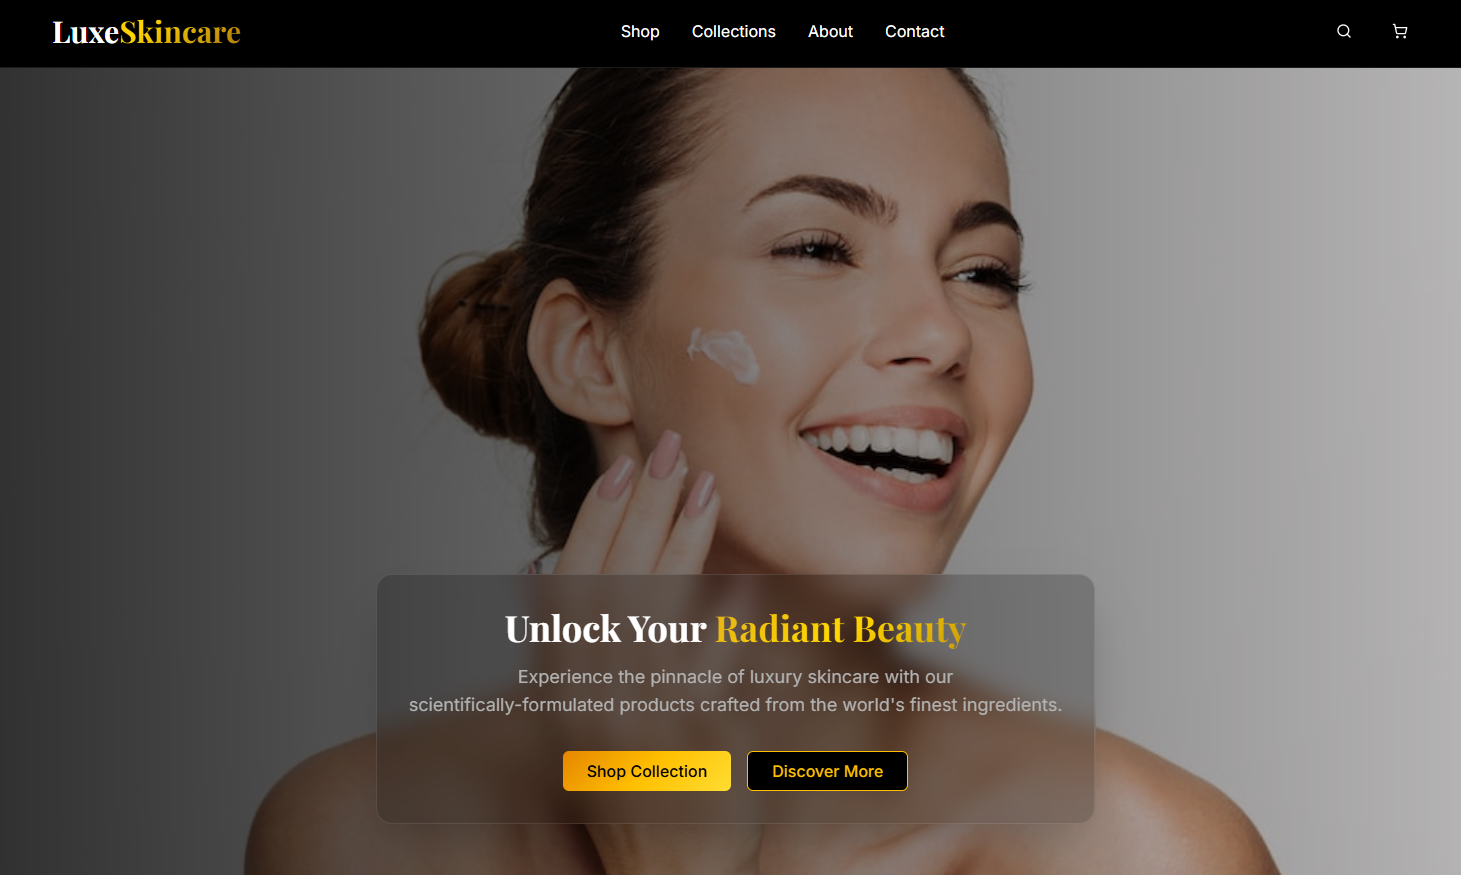 LuxeSkincare
Shop Collections About Contact
Unlock Your Radiant Beauty
Experience the pinnacle of luxury skincare with our
scientifically-formulated products crafted from the world's finest ingredients.
Shop Collection Discover More